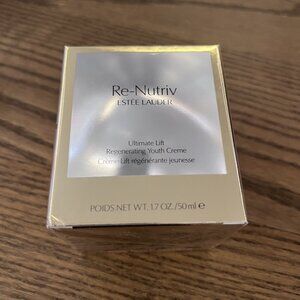 Re-Nutriv
ESTĒE LAUDER
Ultimate Lift
Regenerating Youth Creme
Crème Lift régénérante jeunesse
POIDS NET WT. 1.7 OZ. / 50 ml ℮